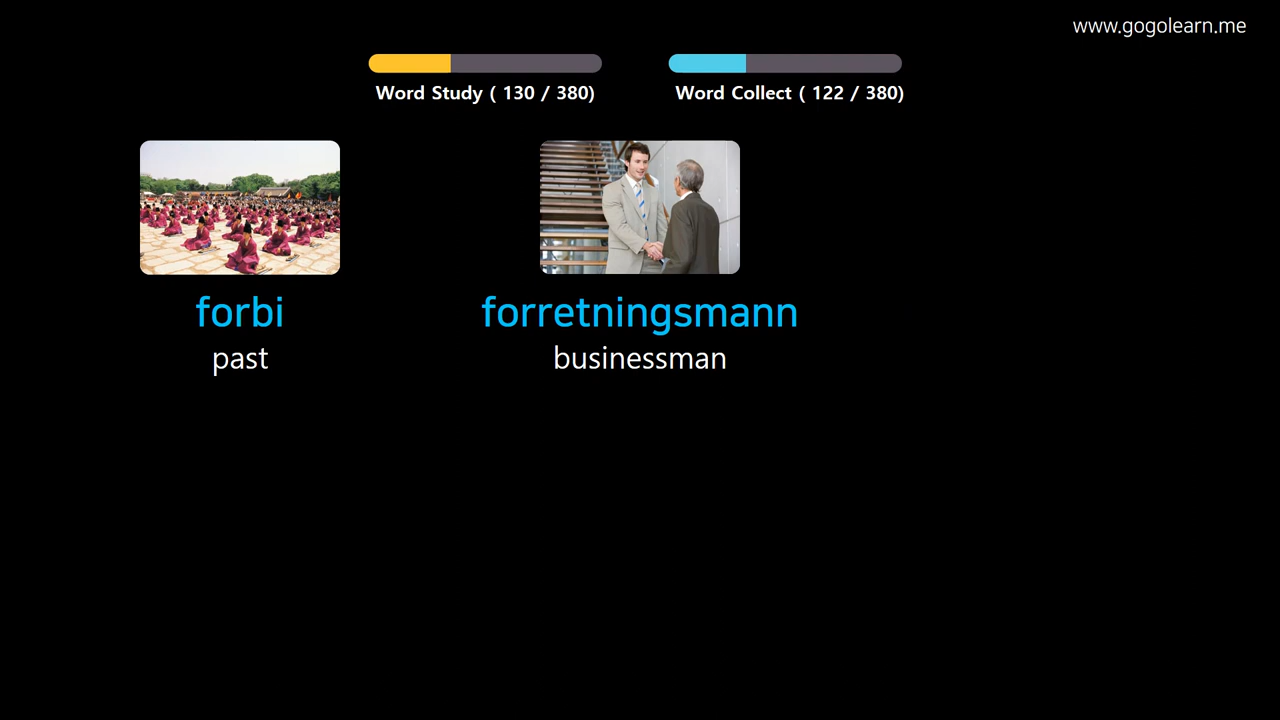 www.gogolearn.me
Word Study ( 130 / 380)
Word Collect ( 122 / 380)
forbi
past
forretningsmann
businessman